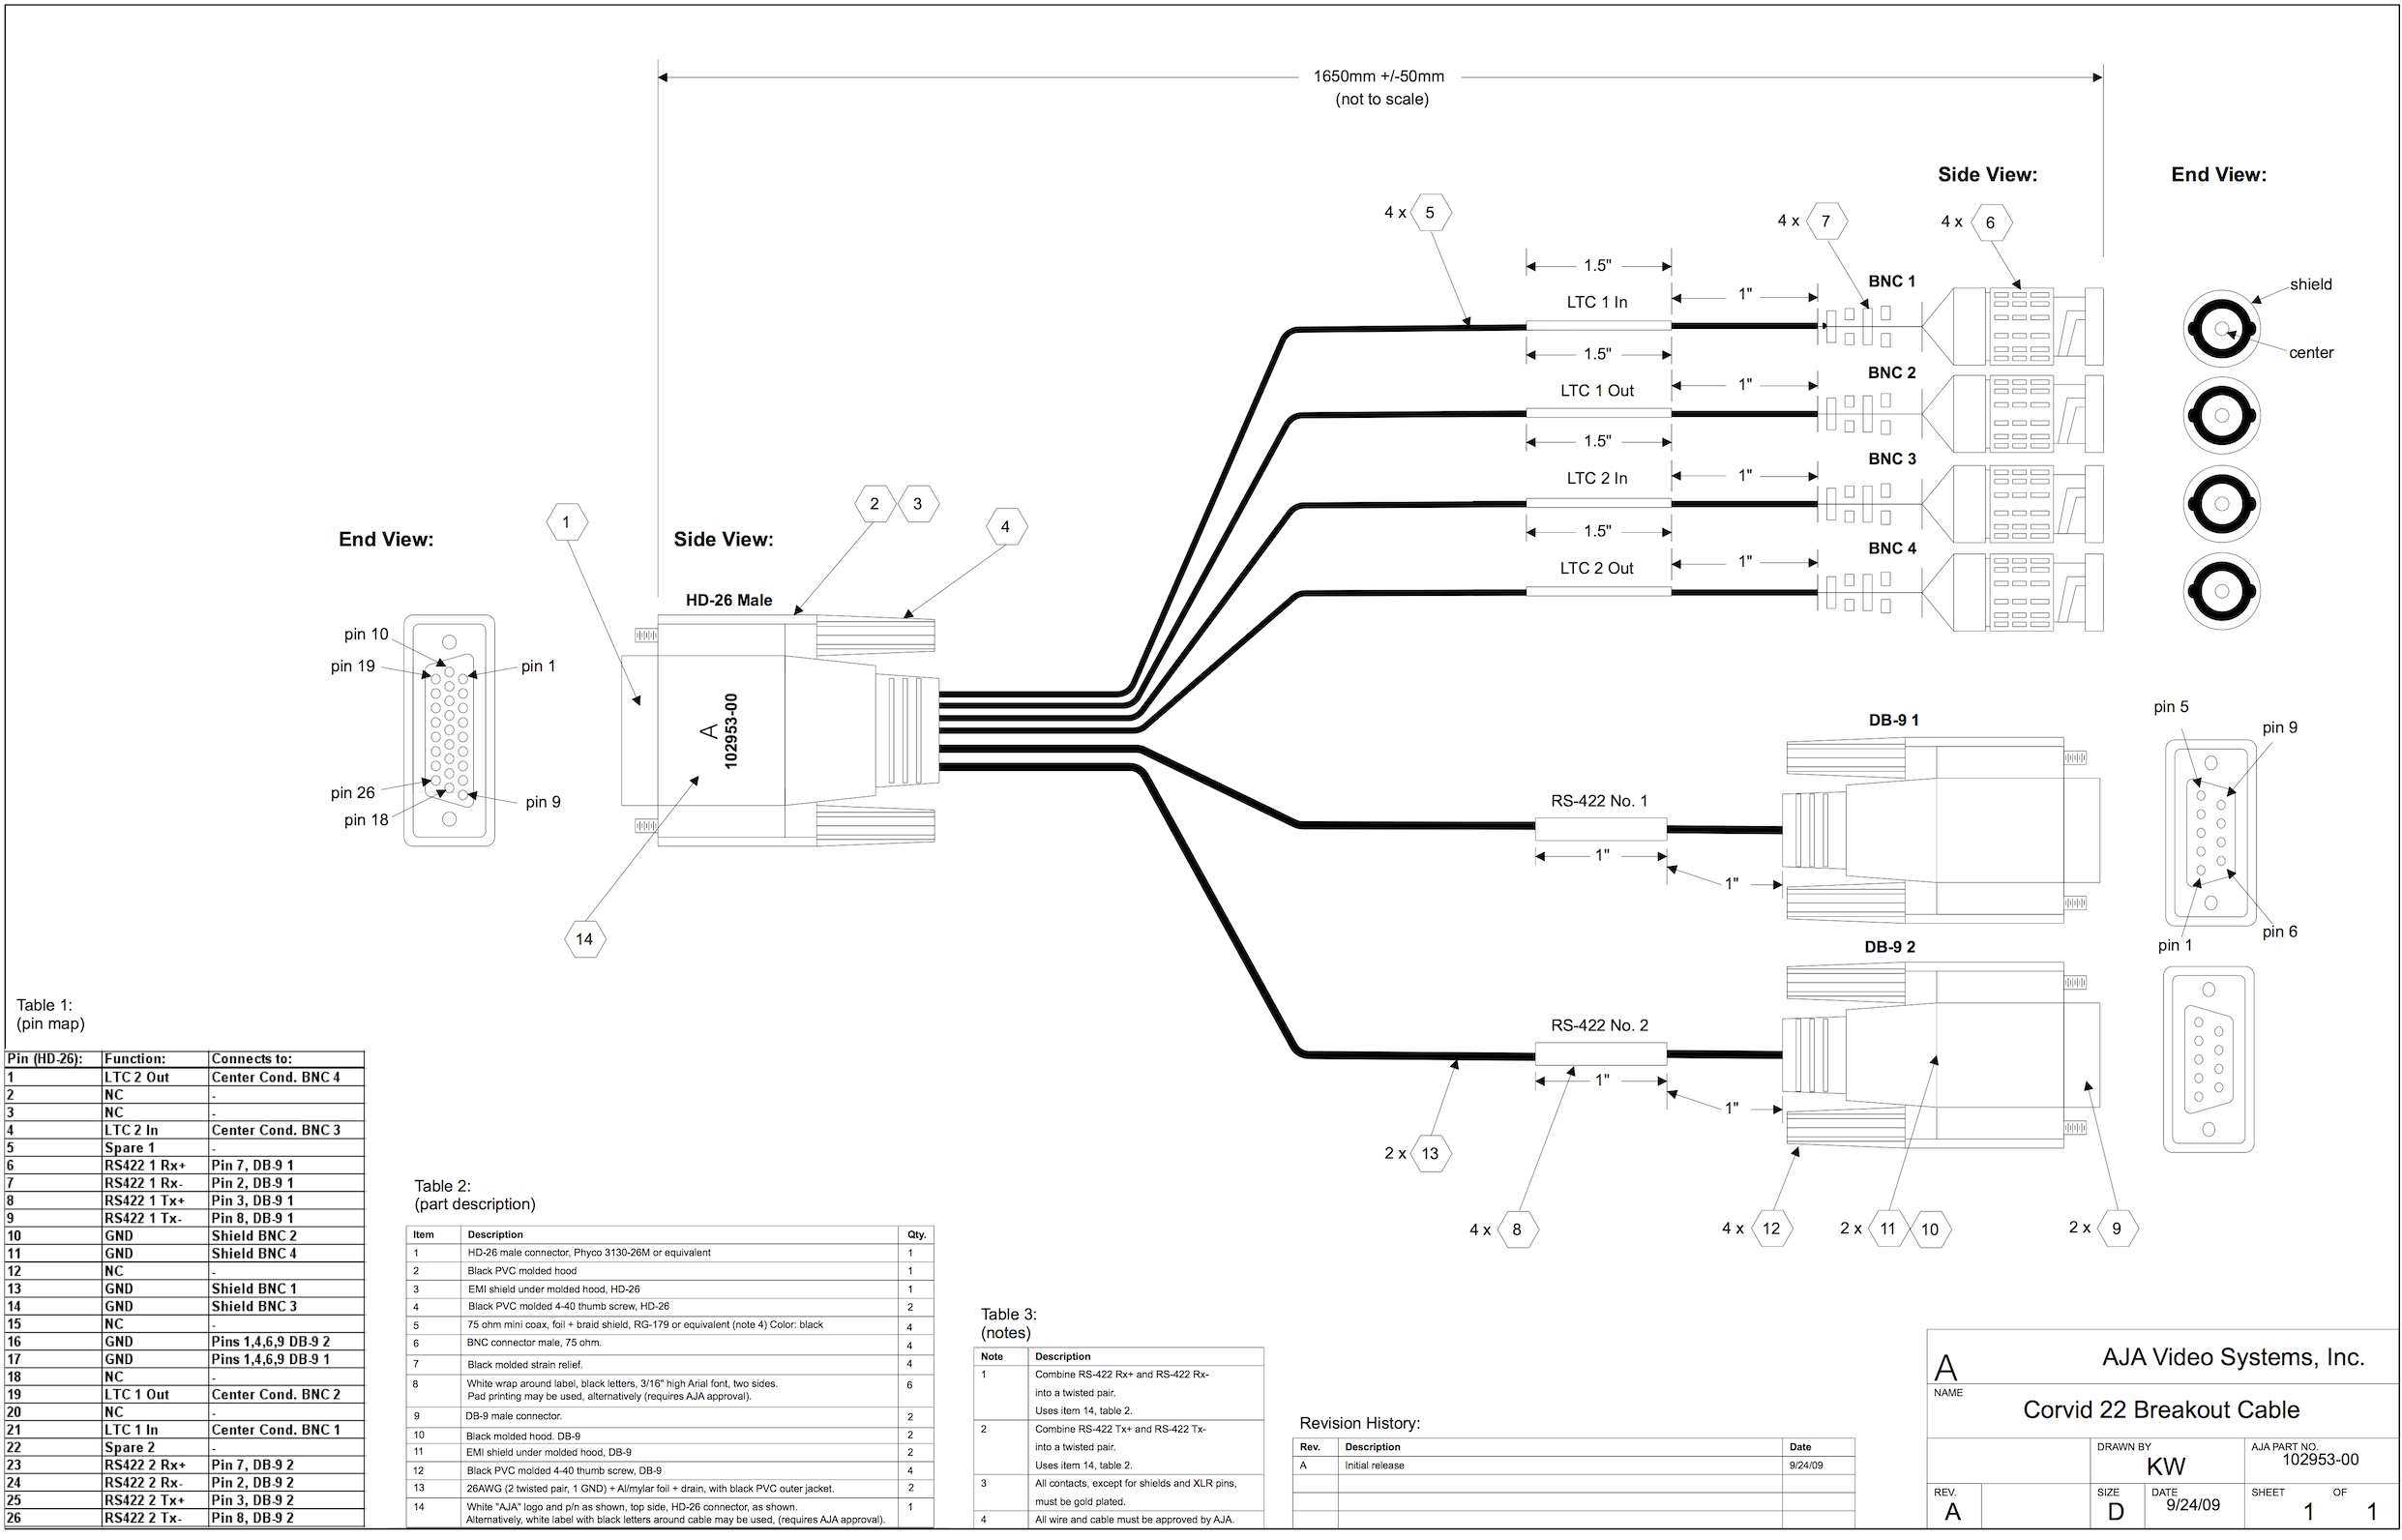 1650mm +/-50mm
(not to scale)
Side View:
End View:
4 x 5
4 x 7
4 x 6
1.5"
LTC 1 In
1"
BNC 1
shield
center
1.5"
LTC 1 Out
1"
BNC 2
1.5"
LTC 2 In
1"
BNC 3
1.5"
LTC 2 Out
1"
BNC 4
End View:
1
Side View:
2 3
4
HD-26 Male
pin 10
pin 19
pin 1
pin 26
pin 18
pin 9
A
102953-00
14
DB-9 1
pin 5
pin 9
RS-422 No. 1
1"
1"
pin 6
pin 1
DB-9 2
RS-422 No. 2
1"
1"
2 x 13
4 x 8
4 x 12
2 x 11 10
2 x 9
Table 1:
(pin map)
Pin (HD-26): Function: Connects to:
1 LTC 2 Out Center Cond. BNC 4
2 NC -
3 NC -
4 LTC 2 In Center Cond. BNC 3
5 Spare 1 -
6 RS422 1 Rx+ Pin 7, DB-9 1
7 RS422 1 Rx- Pin 2, DB-9 1
8 RS422 1 Tx+ Pin 3, DB-9 1
9 RS422 1 Tx- Pin 8, DB-9 1
10 GND Shield BNC 2
11 GND Shield BNC 4
12 NC -
13 GND Shield BNC 1
14 GND Shield BNC 3
15 NC -
16 GND Pins 1,4,6,9 DB-9 2
17 GND Pins 1,4,6,9 DB-9 1
18 NC -
19 LTC 1 Out Center Cond. BNC 2
20 NC -
21 LTC 1 In Center Cond. BNC 1
22 Spare 2 -
23 RS422 2 Rx+ Pin 7, DB-9 2
24 RS422 2 Rx- Pin 2, DB-9 2
25 RS422 2 Tx+ Pin 3, DB-9 2
26 RS422 2 Tx- Pin 8, DB-9 2
Table 2:
(part description)
Item Description Qty.
1 HD-26 male connector, Phyco 3130-26M or equivalent 1
2 Black PVC molded hood 1
3 EMI shield under molded hood, HD-26 1
4 Black PVC molded 4-40 thumb screw, HD-26 2
5 75 ohm mini coax, foil + braid shield, RG-179 or equivalent (note 4) Color: black 4
6 BNC connector male, 75 ohm. 4
7 Black molded strain relief. 4
8 White wrap around label, black letters, 3/16" high Arial font, two sides. 6
Pad printing may be used, alternatively (requires AJA approval).
9 DB-9 male connector. 2
10 Black molded hood. DB-9 2
11 EMI shield under molded hood, DB-9 2
12 Black PVC molded 4-40 thumb screw, DB-9 4
13 26AWG (2 twisted pair, 1 GND) + Al/mylar foil + drain, with black PVC outer jacket. 2
14 White "AJA" logo and p/n as shown, top side, HD-26 connector, as shown. 1
Alternatively, white label with black letters around cable may be used, (requires AJA approval).
Table 3:
(notes)
Note Description
1 Combine RS-422 Rx+ and RS-422 Rx-
into a twisted pair.
Uses item 14, table 2.
2 Combine RS-422 Tx+ and RS-422 Tx-
into a twisted pair.
Uses item 14, table 2.
3 All contacts, except for shields and XLR pins,
must be gold plated.
4 All wire and cable must be approved by AJA.
Revision History:
Rev. Description Date
A Initial release 9/24/09
A AJA Video Systems, Inc.
NAME
Corvid 22 Breakout Cable
DRAWN BY
KW
AJA PART NO.
102953-00
REV.
A
SIZE
D
DATE
9/24/09
SHEET OF
1 1